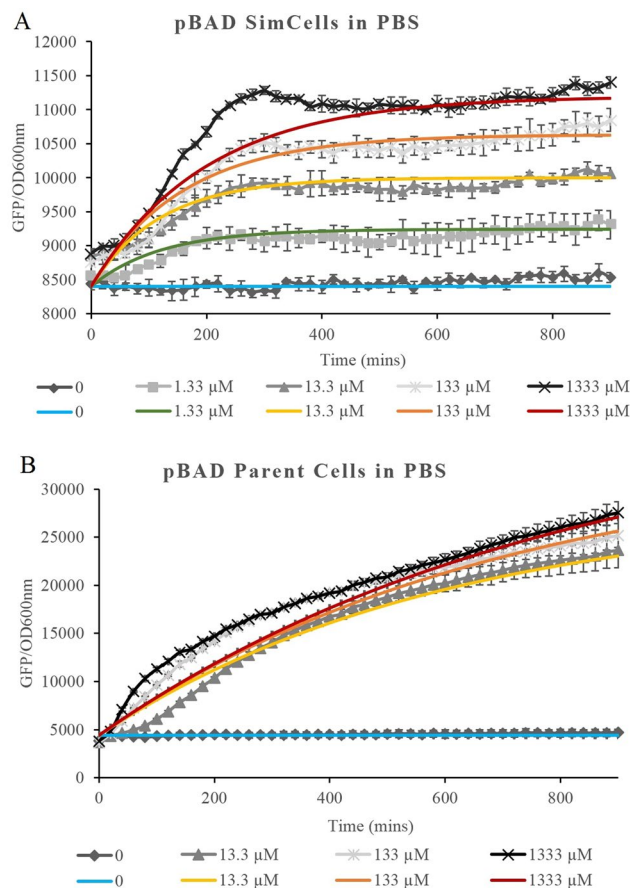 A
pBAD SimCells in PBS
12000
11500
11000
10500
10000
9500
9000
8500
8000
GFP/OD600nm
0 200 400 600 800
Time (mins)
0 1.33 µM 13.3 µM 133 µM 1333 µM
0 1.33 µM 13.3 µM 133 µM 1333 µM
B
pBAD Parent Cells in PBS
30000
25000
20000
15000
10000
5000
0
GFP/OD600nm
0 200 400 600 800
Time (mins)
0 13.3 µM 133 µM 1333 µM
0 13.3 µM 133 µM 1333 µM